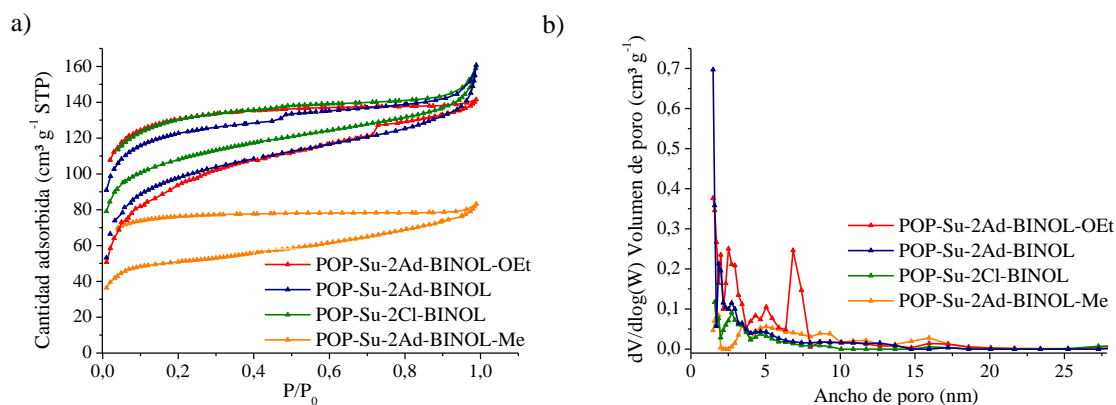 a)
Cantidad adsorbida (cm³ g⁻¹ STP)
160
140
120
100
80
60
40
20
0
0,0 0,2 0,4 0,6 0,8 1,0
P/P₀
POP-Su-2Ad-BINOL-OEt
POP-Su-2Ad-BINOL
POP-Su-2Cl-BINOL
POP-Su-2Ad-BINOL-Me
b)
dV/dlog(W) Volumen de poro (cm³ g⁻¹)
0,7
0,6
0,5
0,4
0,3
0,2
0,1
0,0
0 5 10 15 20 25
Ancho de poro (nm)
POP-Su-2Ad-BINOL-OEt
POP-Su-2Ad-BINOL
POP-Su-2Cl-BINOL
POP-Su-2Ad-BINOL-Me